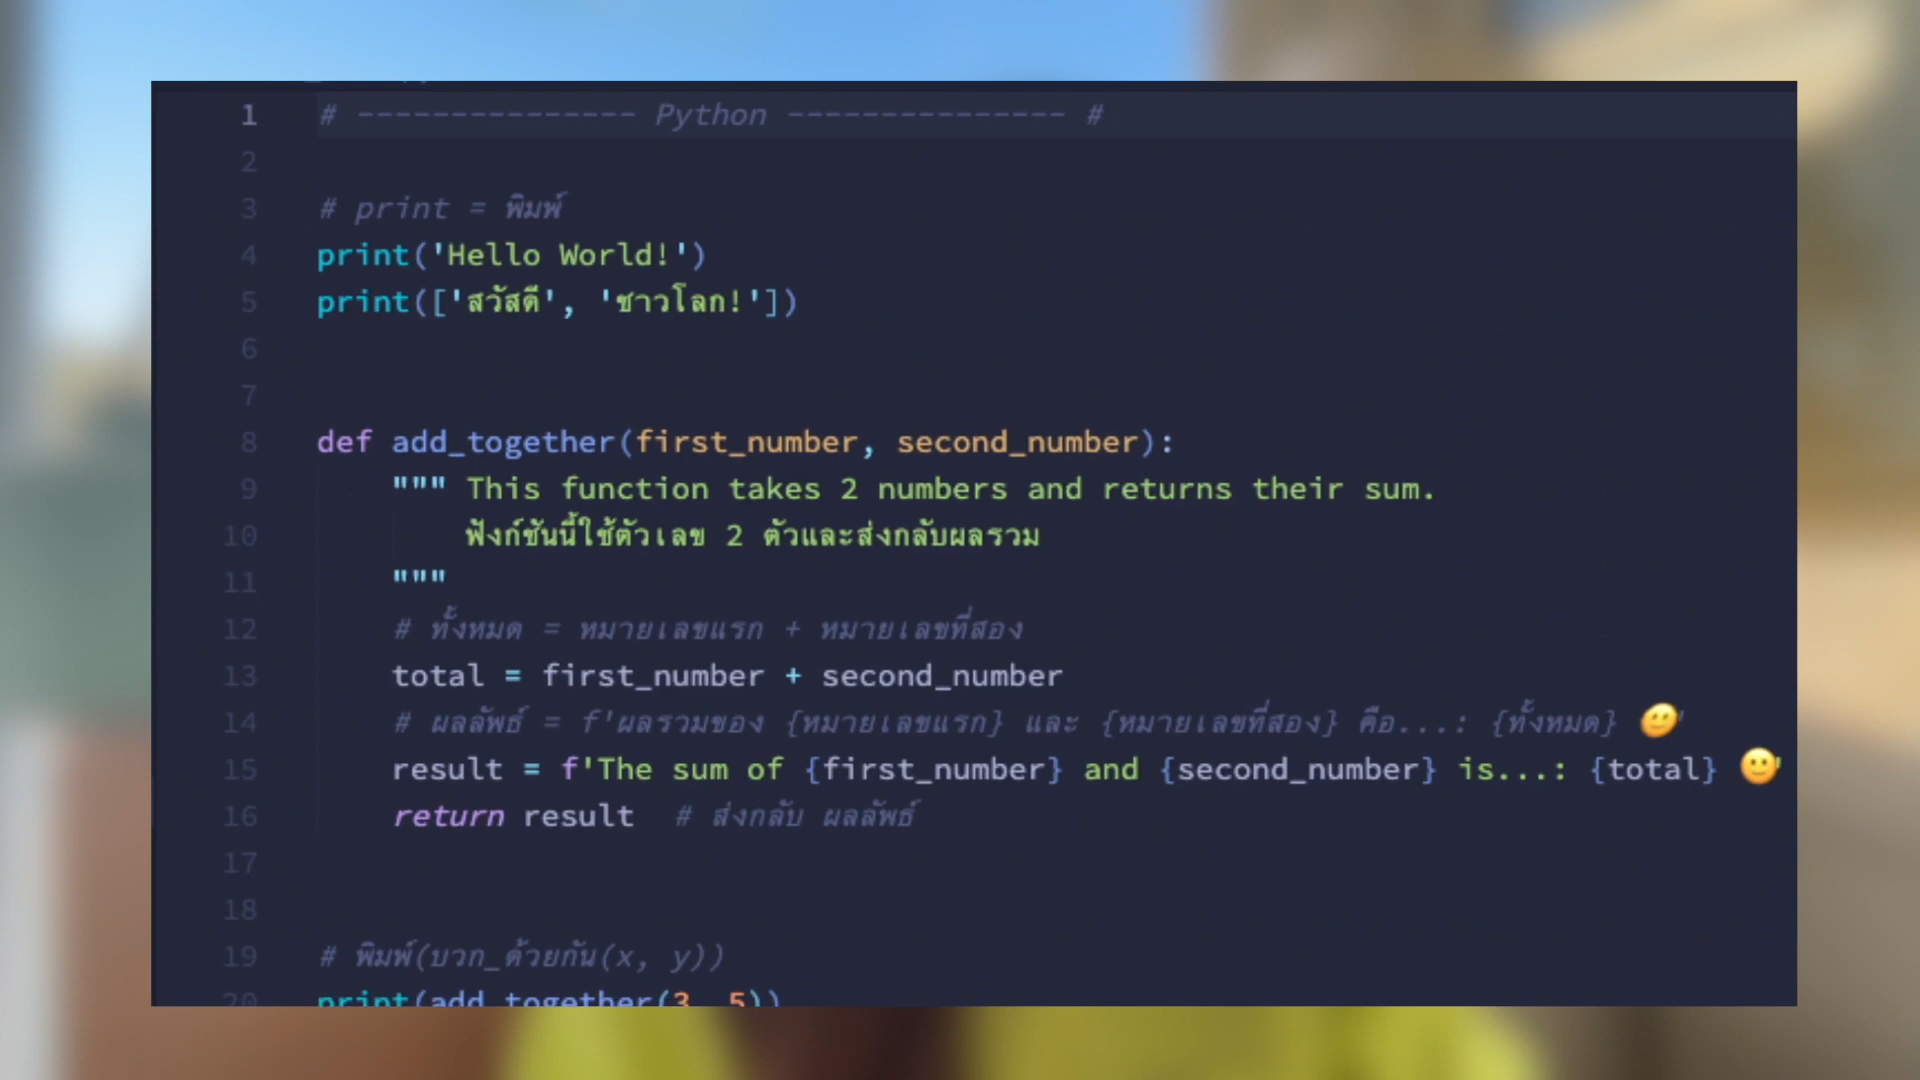 1 # --------------- Python --------------- #
2
3 # print = พิมพ์
4 print('Hello World!')
5 print(['สวัสดี', 'ชาวโลก!'])
6
7
8 def add_together(first_number, second_number):
9 """ This function takes 2 numbers and returns their sum.
10 ฟังก์ชันนี้ใช้ตัวเลข 2 ตัวและส่งกลับผลรวม
11 """
12 # ทั้งหมด = หมายเลขแรก + หมายเลขที่สอง
13 total = first_number + second_number
14 # ผลลัพธ์ = f'ผลรวมของ {หมายเลขแรก} และ {หมายเลขที่สอง} คือ...: {ทั้งหมด} 🙂'
15 result = f'The sum of {first_number} and {second_number} is...: {total} 🙂'
16 return result # ส่งกลับ ผลลัพธ์
17
18
19 # พิมพ์(บวก_ด้วยกัน(x, y))
20 print(add_together(3, 5))